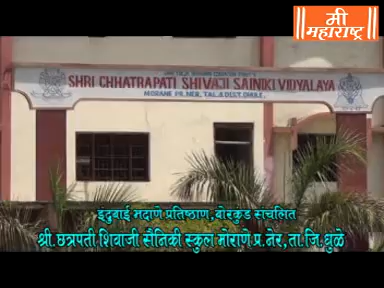 मी
महाराष्ट्र
SHRI CHHATRAPATI SHIVAJI SAINIKI VIDYALAYA
MORANE PR. NER, TAL. & DIST. DHULE.
इंदुबाई मदाणे प्रतिष्ठाण, बोरकुंड संचलित
श्री. छत्रपती शिवाजी सैनिकी स्कुल मोराणे प्र. नेर, ता. जि. धुळे